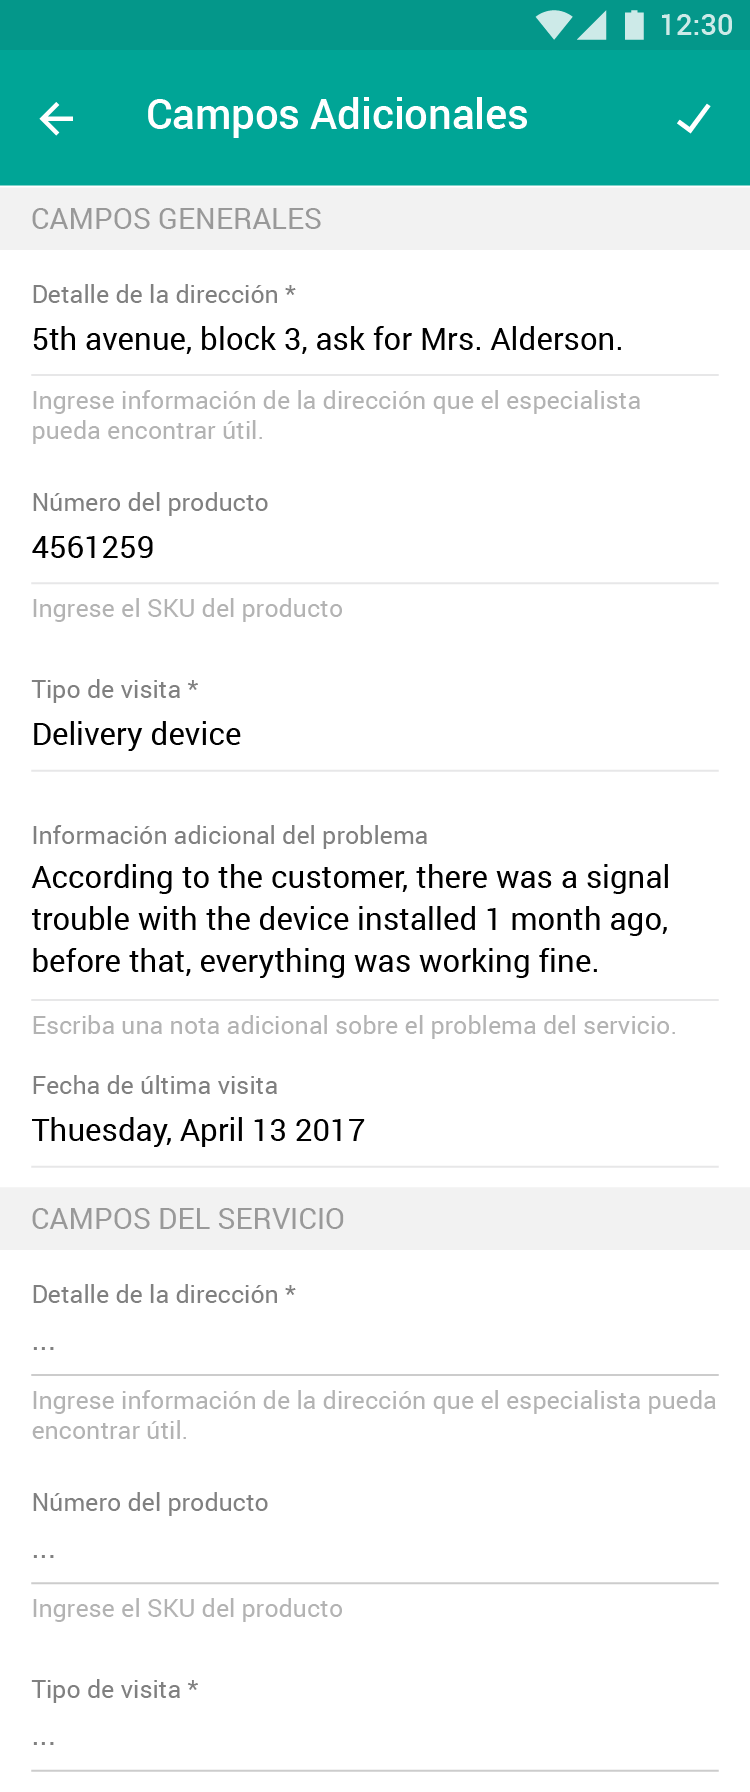 12:30
Campos Adicionales
CAMPOS GENERALES
Detalle de la dirección *
5th avenue, block 3, ask for Mrs. Alderson.
Ingrese información de la dirección que el especialista
pueda encontrar útil.
Número del producto
4561259
Ingrese el SKU del producto
Tipo de visita *
Delivery device
Información adicional del problema
According to the customer, there was a signal
trouble with the device installed 1 month ago,
before that, everything was working fine.
Escriba una nota adicional sobre el problema del servicio.
Fecha de última visita
Thuesday, April 13 2017
CAMPOS DEL SERVICIO
Detalle de la dirección *
...
Ingrese información de la dirección que el especialista pueda
encontrar útil.
Número del producto
...
Ingrese el SKU del producto
Tipo de visita *
...